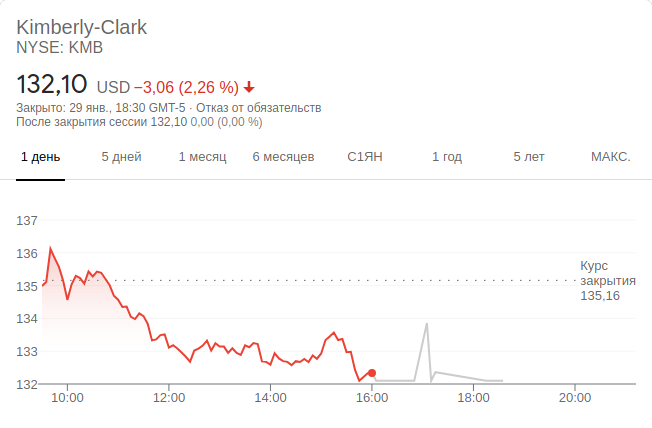 Kimberly-Clark
NYSE: KMB
132,10 USD −3,06 (2,26 %)
Закрыто: 29 янв., 18:30 GMT-5 · Отказ от обязательств
После закрытия сессии 132,10 0,00 (0,00 %)
1 день 5 дней 1 месяц 6 месяцев С1ЯН 1 год 5 лет МАКС.
137
136
135
134
133
132
Курс
закрытия
135,16
10:00 12:00 14:00 16:00 18:00 20:00